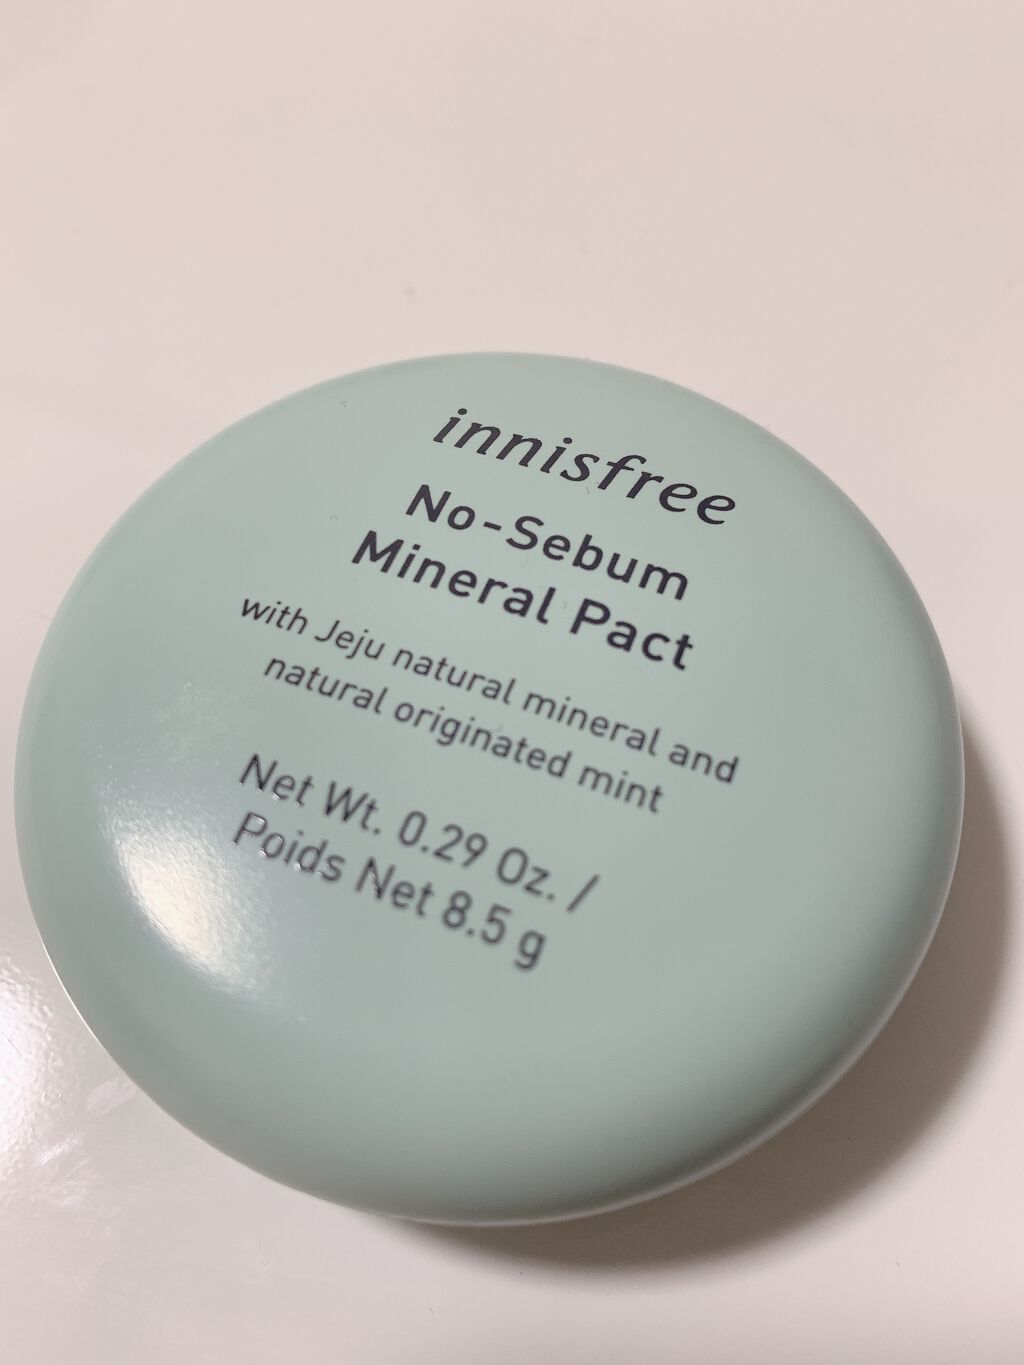 innisfree
No-Sebum
Mineral Pact
with Jeju natural mineral and
natural originated mint
Net Wt. 0.29 Oz. /
Poids Net 8.5 g